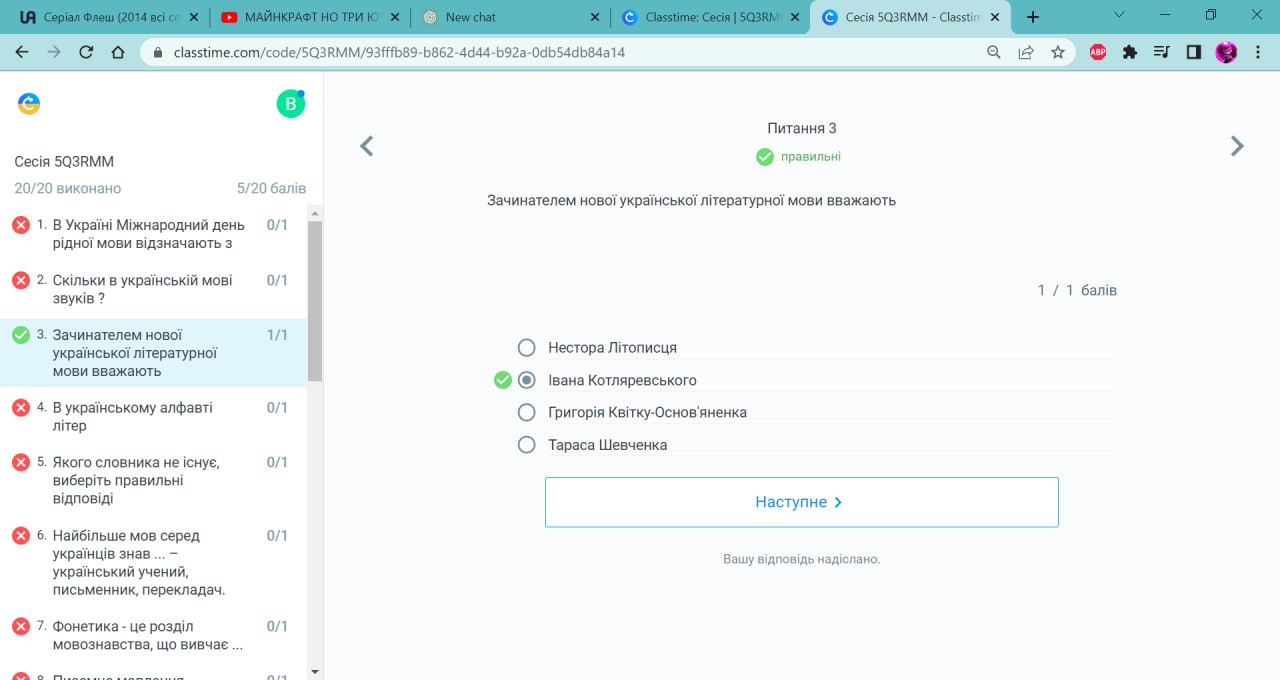 Серіал Флеш (2014 всі се
МАЙНКРАФТ НО ТРИ Ю
New chat
Classtime: Сесія | 5Q3RM
Сесія 5Q3RMM - Classtim
classtime.com/code/5Q3RMM/93fffb89-b862-4d44-b92a-0db54db84a14
ABP
B
Сесія 5Q3RMM
20/20 виконано 5/20 балів
1. В Україні Міжнародний день 0/1
рідної мови відзначають з
2. Скільки в українській мові 0/1
звуків ?
3. Зачинателем нової 1/1
української літературної
мови вважають
4. В українському алфавті 0/1
літер
5. Якого словника не існує, 0/1
виберіть правильні
відповіді
6. Найбільше мов серед 0/1
українців знав ... –
український учений,
письменник, перекладач.
7. Фонетика - це розділ 0/1
мовознавства, що вивчає ...
8. Писемне мовлення 0/1
Питання 3
правильні
Зачинателем нової української літературної мови вважають
1 / 1 балів
Нестора Літописця
Івана Котляревського
Григорія Квітку-Основ'яненка
Тараса Шевченка
Наступне
Вашу відповідь надіслано.